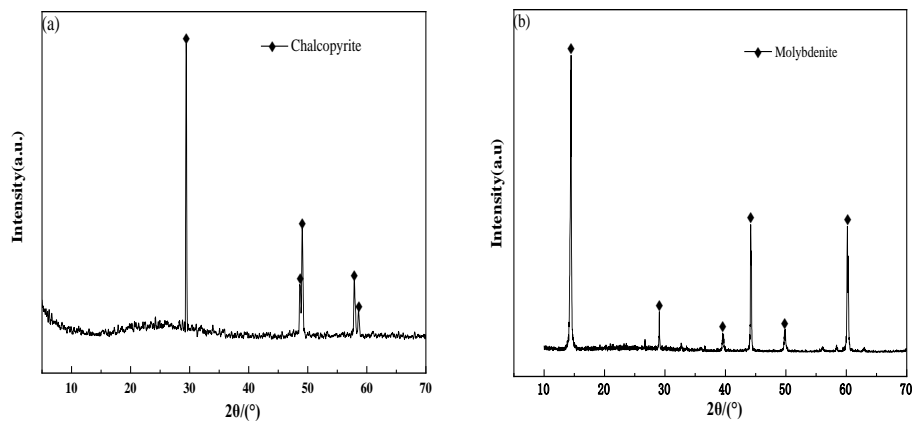 (a)
Chalcopyrite
Intensity(a.u.)
10 20 30 40 50 60 70
2θ/(°)
(b)
Molybdenite
Intensity(a.u)
10 20 30 40 50 60 70
2θ/(°)